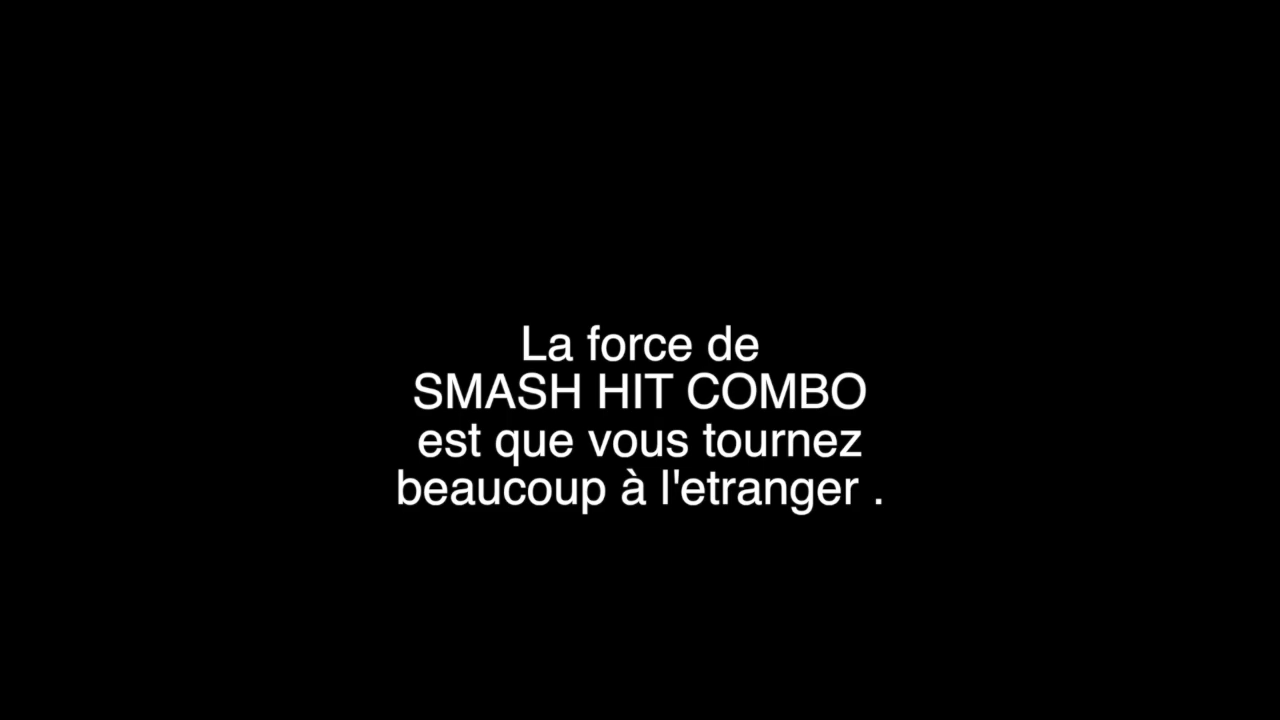 La force de
SMASH HIT COMBO
est que vous tournez
beaucoup à l'etranger .